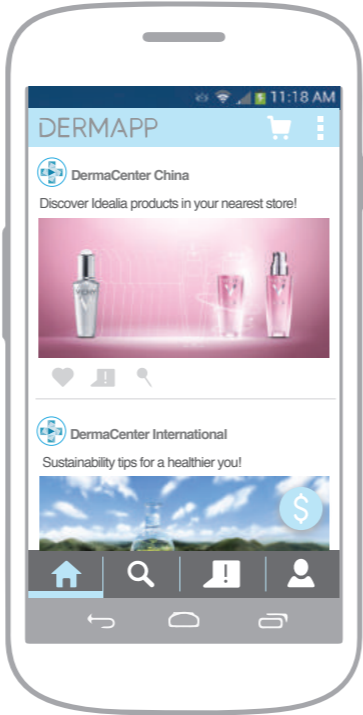 11:18 AM
DERMAPP
DermaCenter China
Discover Idealia products in your nearest store!
VICHY
DermaCenter International
Sustainability tips for a healthier you!
$